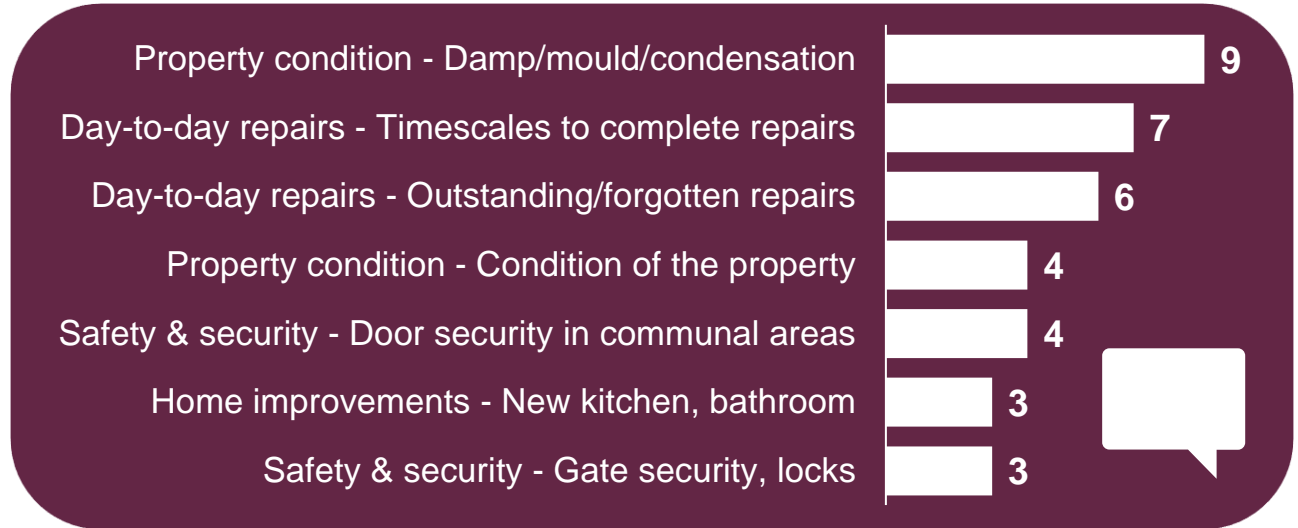 Property condition - Damp/mould/condensation 9
Day-to-day repairs - Timescales to complete repairs 7
Day-to-day repairs - Outstanding/forgotten repairs 6
Property condition - Condition of the property 4
Safety & security - Door security in communal areas 4
Home improvements - New kitchen, bathroom 3
Safety & security - Gate security, locks 3